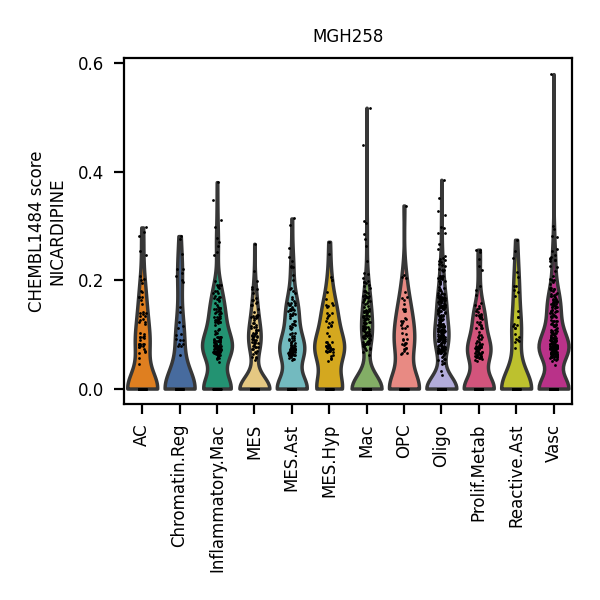 MGH258
CHEMBL1484 score
NICARDIPINE
0.6
0.4
0.2
0.0
AC
Chromatin.Reg
Inflammatory.Mac
MES
MES.Ast
MES.Hyp
Mac
OPC
Oligo
Prolif.Metab
Reactive.Ast
Vasc